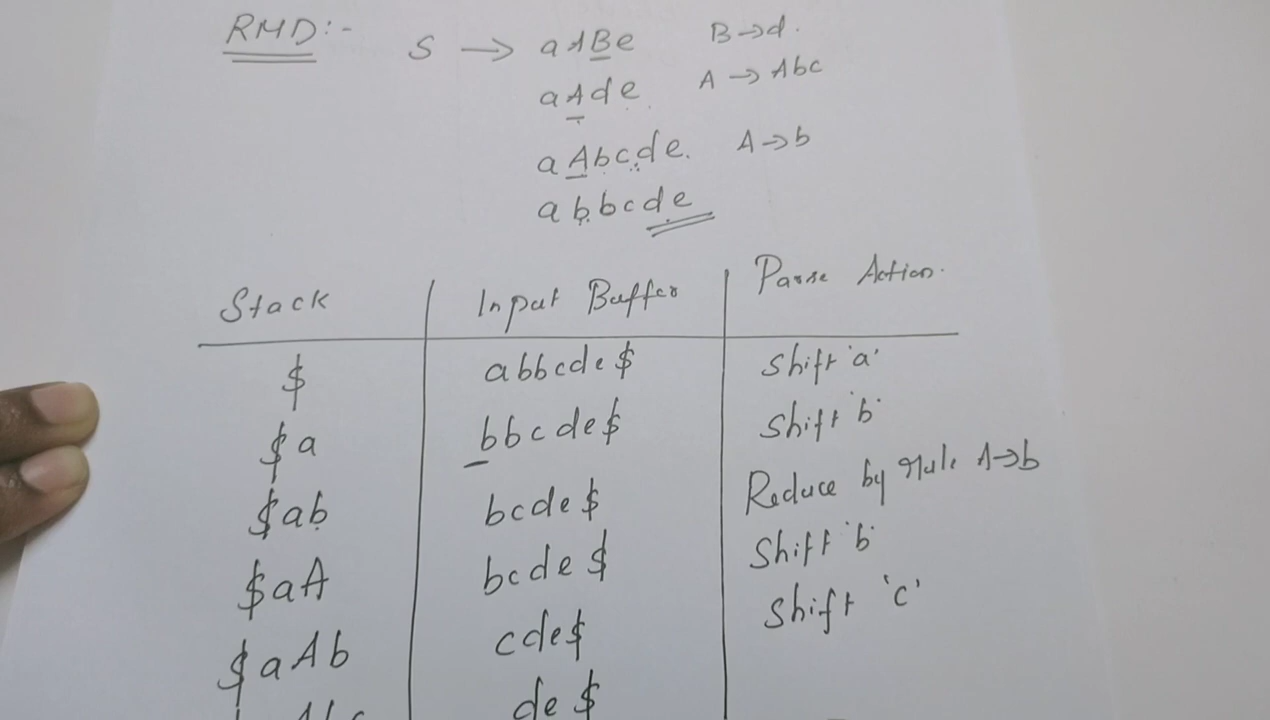 RMD:- S → aABe B→d.
aAde. A → Abc
aAbcde. A→b
abbcde
Stack Input Buffer Parse Action.
$ abbcde$ Shift 'a'
$a bbcde$ Shift 'b'
$ab bcde$ Reduce by rule A→b
$aA bcde$ Shift 'b'
$aAb cde$ Shift 'c'
de$